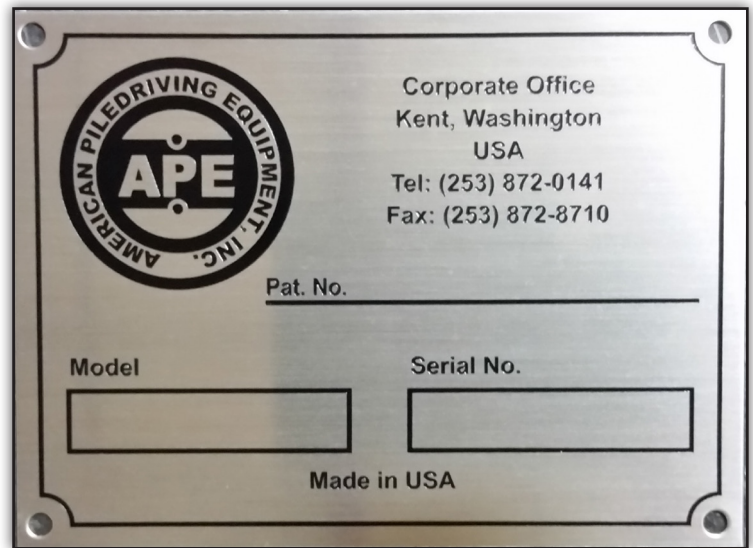 AMERICAN PILEDRIVING EQUIPMENT, INC.
APE
Corporate Office
Kent, Washington
USA
Tel: (253) 872-0141
Fax: (253) 872-8710
Pat. No.
Model
Serial No.
Made in USA